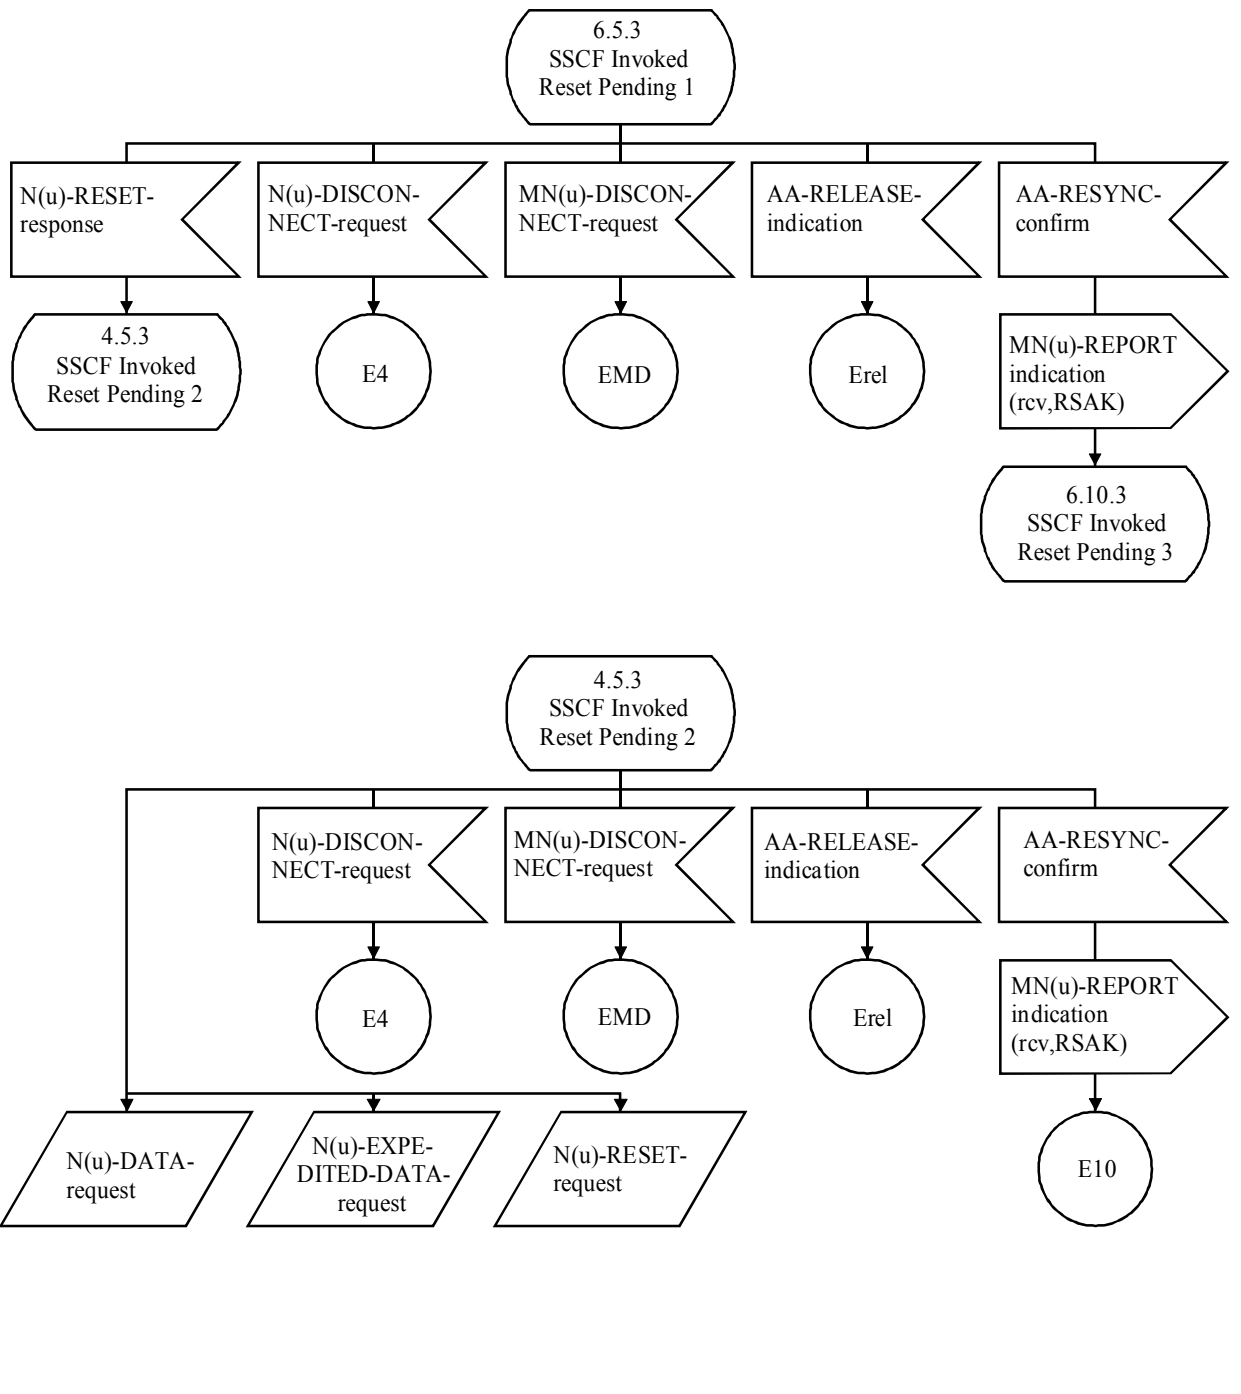 6.5.3
SSCF Invoked
Reset Pending 1
N(u)-RESET-
response
N(u)-DISCON-
NECT-request
MN(u)-DISCON-
NECT-request
AA-RELEASE-
indication
AA-RESYNC-
confirm
4.5.3
SSCF Invoked
Reset Pending 2
E4
EMD
Erel
MN(u)-REPORT
indication
(rcv,RSAK)
6.10.3
SSCF Invoked
Reset Pending 3
4.5.3
SSCF Invoked
Reset Pending 2
N(u)-DISCON-
NECT-request
MN(u)-DISCON-
NECT-request
AA-RELEASE-
indication
AA-RESYNC-
confirm
E4
EMD
Erel
MN(u)-REPORT
indication
(rcv,RSAK)
N(u)-DATA-
request
N(u)-EXPE-
DITED-DATA-
request
N(u)-RESET-
request
E10